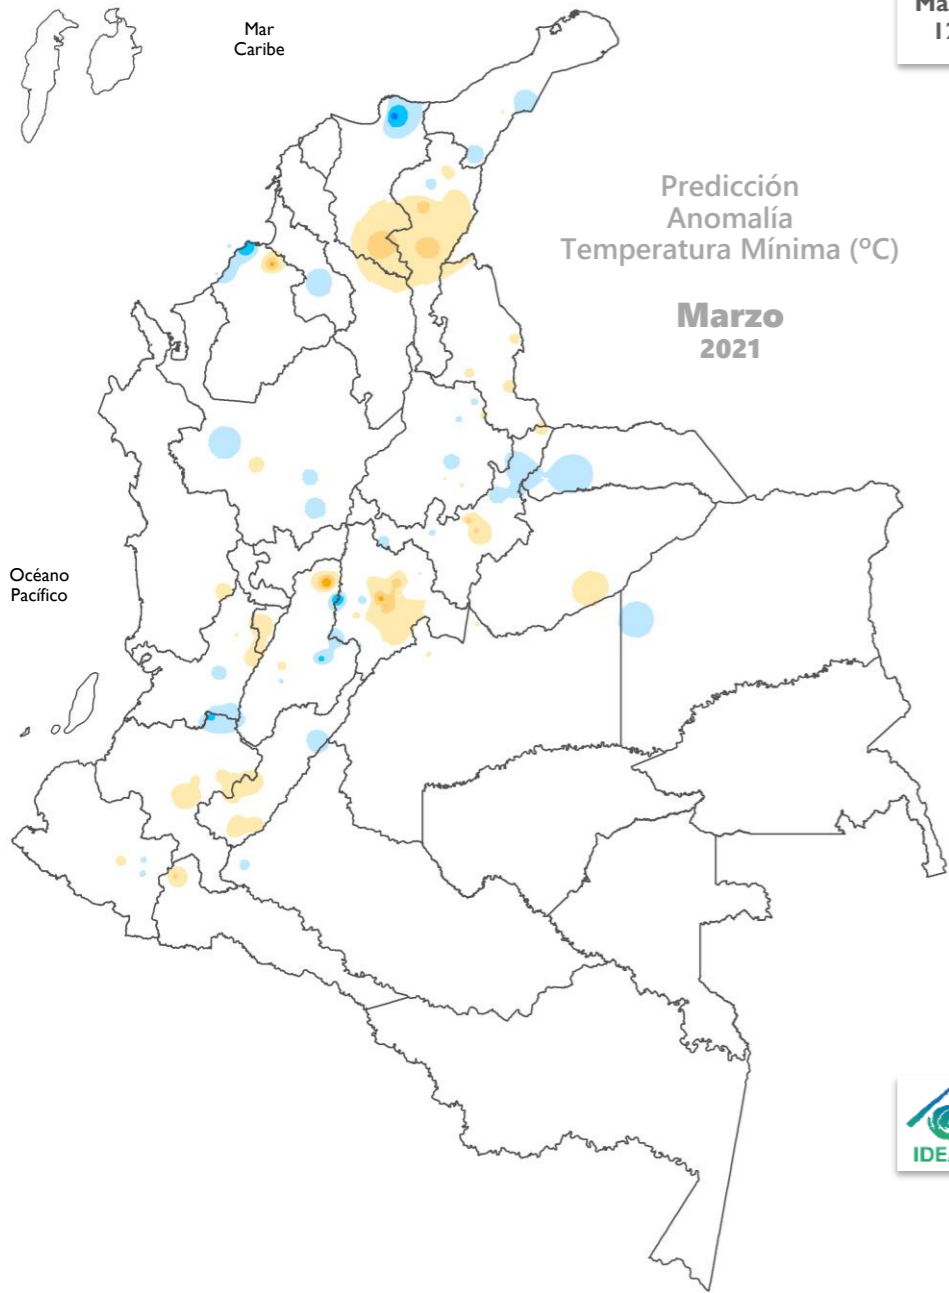 Mar
Caribe
Predicción
Anomalía
Temperatura Mínima (ºC)
Marzo
2021
Océano
Pacífico